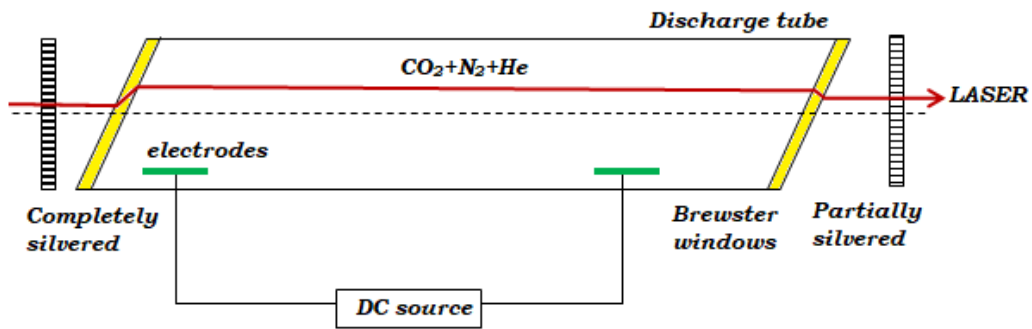 Discharge tube
CO₂+N₂+He
LASER
electrodes
Completely
silvered
Brewster
windows
Partially
silvered
DC source